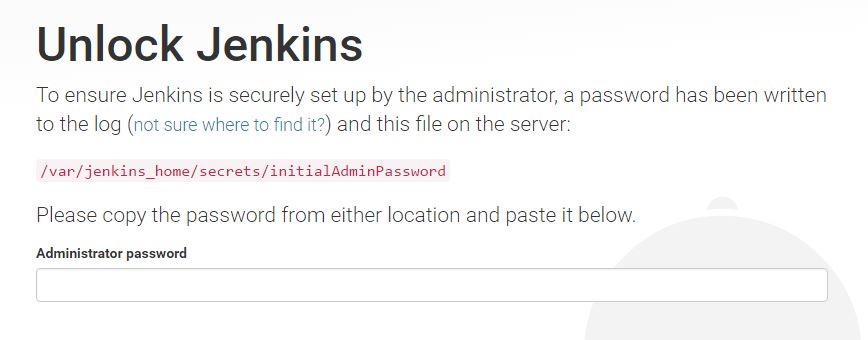 Unlock Jenkins
To ensure Jenkins is securely set up by the administrator, a password has been written
to the log (not sure where to find it?) and this file on the server:
/var/jenkins_home/secrets/initialAdminPassword
Please copy the password from either location and paste it below.
Administrator password